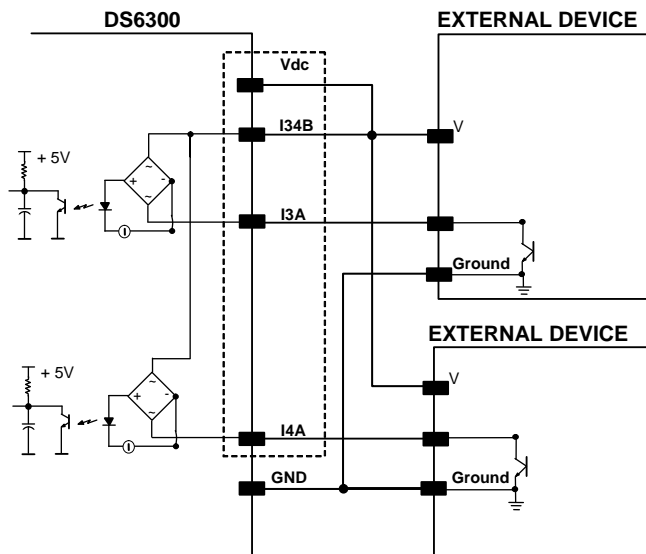 DS6300
EXTERNAL DEVICE
Vdc
I34B
V
+ 5V
~
+
-
~
I
I3A
Ground
EXTERNAL DEVICE
+ 5V
~
+
-
~
I
V
I4A
GND
Ground